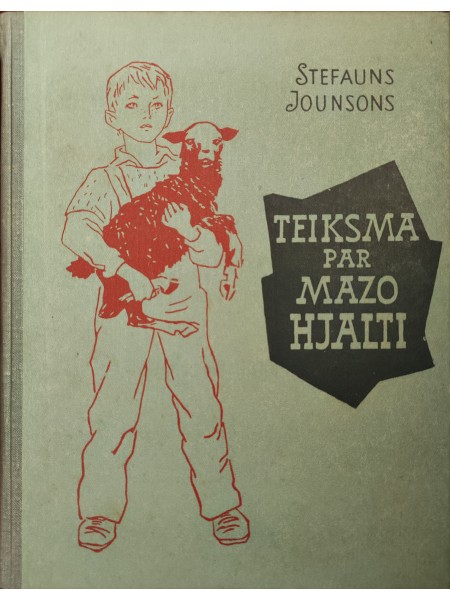 STEFAUNS
JOUNSONS
TEIKSMA
PAR
MAZO
HJALTI